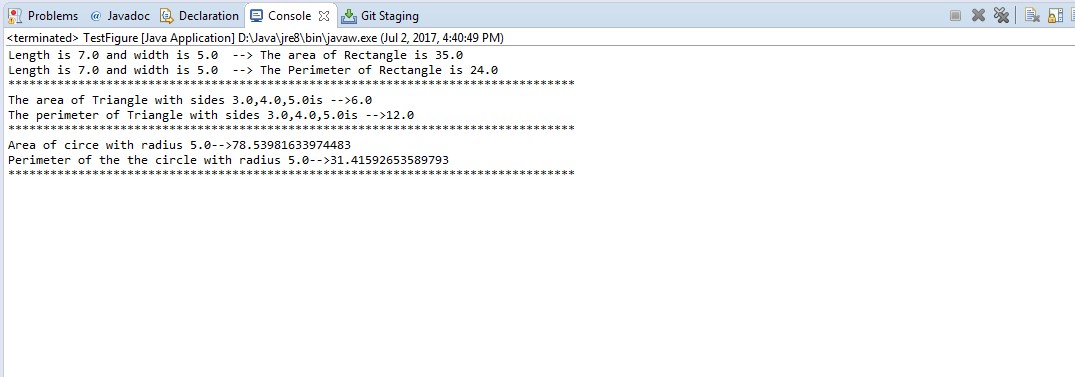 Problems @ Javadoc Declaration Console Git Staging
<terminated> TestFigure [Java Application] D:\Java\jre8\bin\javaw.exe (Jul 2, 2017, 4:40:49 PM)
Length is 7.0 and width is 5.0  --> The area of Rectangle is 35.0
Length is 7.0 and width is 5.0  --> The Perimeter of Rectangle is 24.0
*********************************************************************************
The area of Triangle with sides 3.0,4.0,5.0is -->6.0
The perimeter of Triangle with sides 3.0,4.0,5.0is -->12.0
*********************************************************************************
Area of circe with radius 5.0-->78.53981633974483
Perimeter of the the circle with radius 5.0-->31.41592653589793
*********************************************************************************